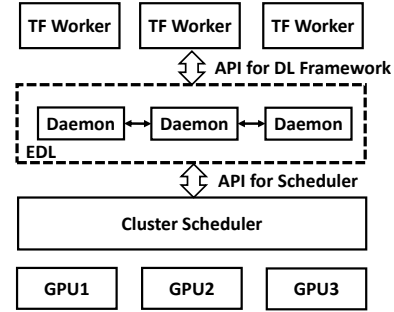 TF Worker TF Worker TF Worker
API for DL Framework
Daemon Daemon Daemon
EDL
API for Scheduler
Cluster Scheduler
GPU1 GPU2 GPU3